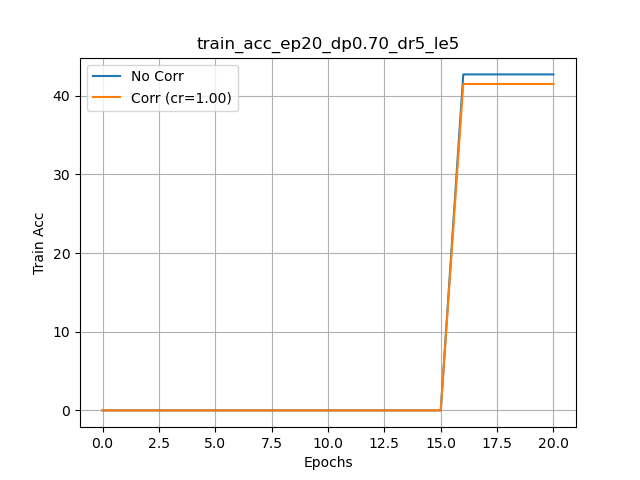 train_acc_ep20_dp0.70_dr5_le5
No Corr
Corr (cr=1.00)
Train Acc
40
30
20
10
0
0.0 2.5 5.0 7.5 10.0 12.5 15.0 17.5 20.0
Epochs